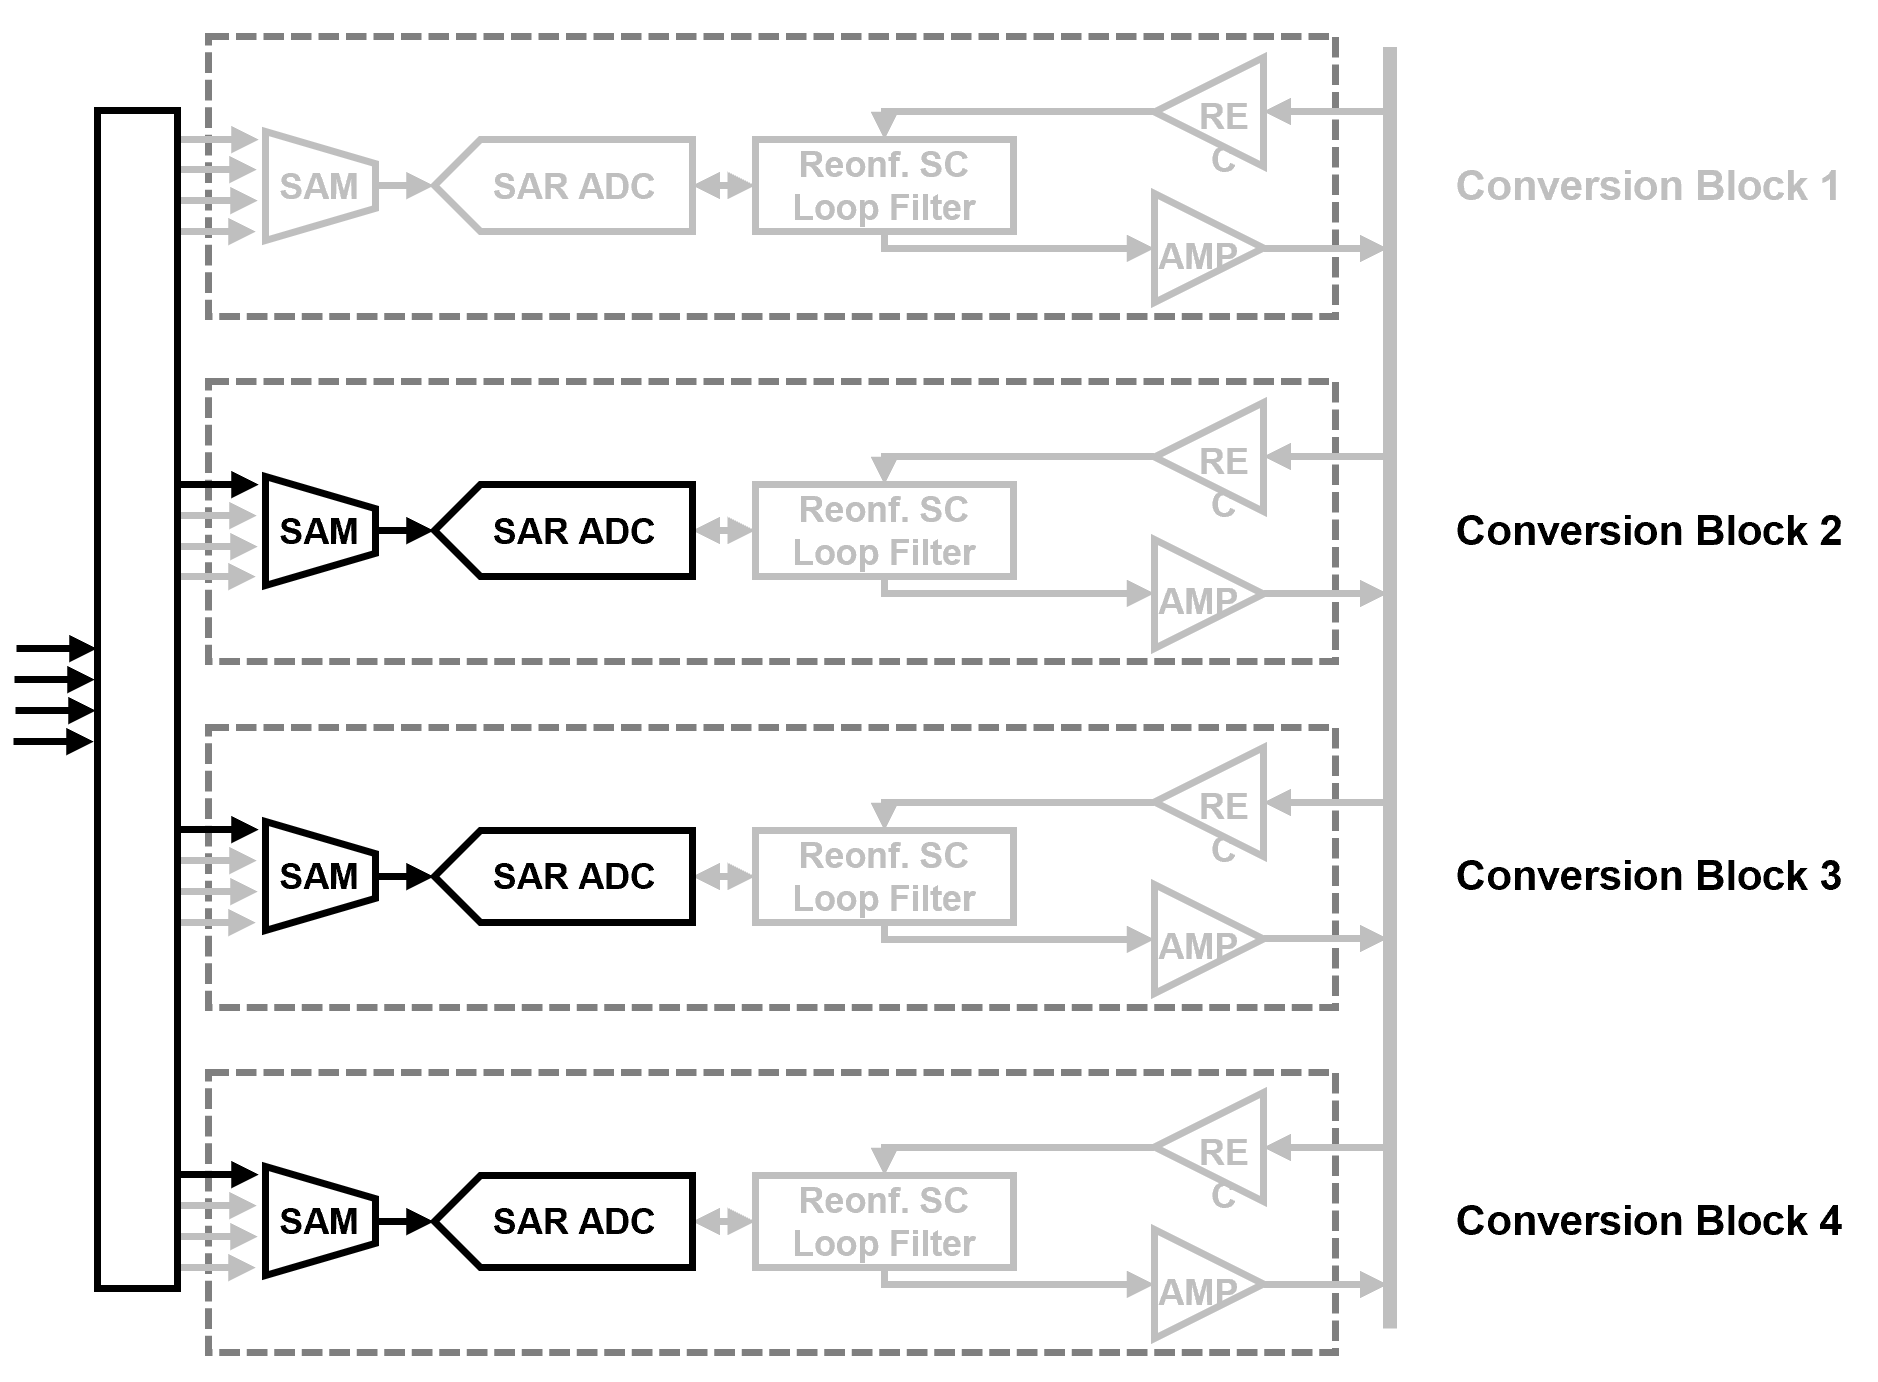 RE
C
SAM
SAR ADC
Reonf. SC
Loop Filter
AMP
Conversion Block 1
RE
C
SAM
SAR ADC
Reonf. SC
Loop Filter
AMP
Conversion Block 2
RE
C
SAM
SAR ADC
Reonf. SC
Loop Filter
AMP
Conversion Block 3
RE
C
SAM
SAR ADC
Reonf. SC
Loop Filter
AMP
Conversion Block 4